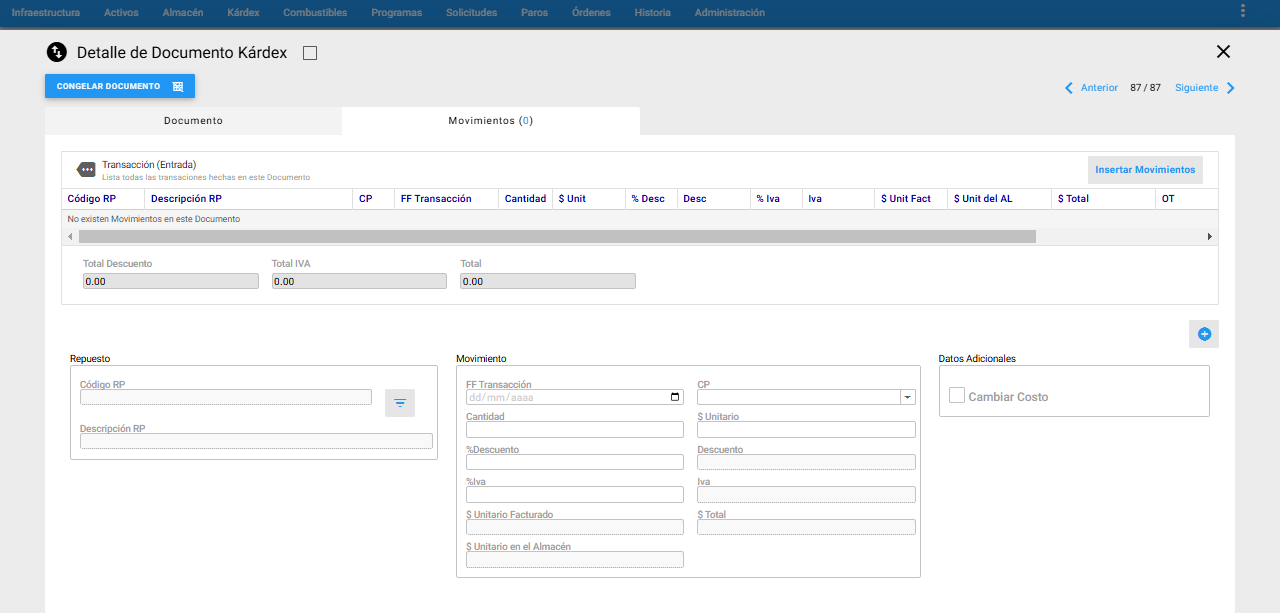 Infraestructura Activos Almacén Kárdex Combustibles Programas Solicitudes Paros Órdenes Historia Administración
Detalle de Documento Kárdex
CONGELAR DOCUMENTO
Anterior 87 / 87 Siguiente
Documento Movimientos (0)
Transacción (Entrada)
Lista todas las transaciones hechas en este Documento
Insertar Movimientos
Código RP Descripción RP CP FF Transacción Cantidad $ Unit % Desc Desc % Iva Iva $ Unit Fact $ Unit del AL $ Total OT
No existen Movimientos en este Documento
Total Descuento Total IVA Total
0.00 0.00 0.00
Repuesto Movimiento Datos Adicionales
Código RP
Descripción RP
FF Transacción CP
dd/mm/aaaa
Cantidad $ Unitario
%Descuento Descuento
%Iva Iva
$ Unitario Facturado $ Total
$ Unitario en el Almacén
Cambiar Costo